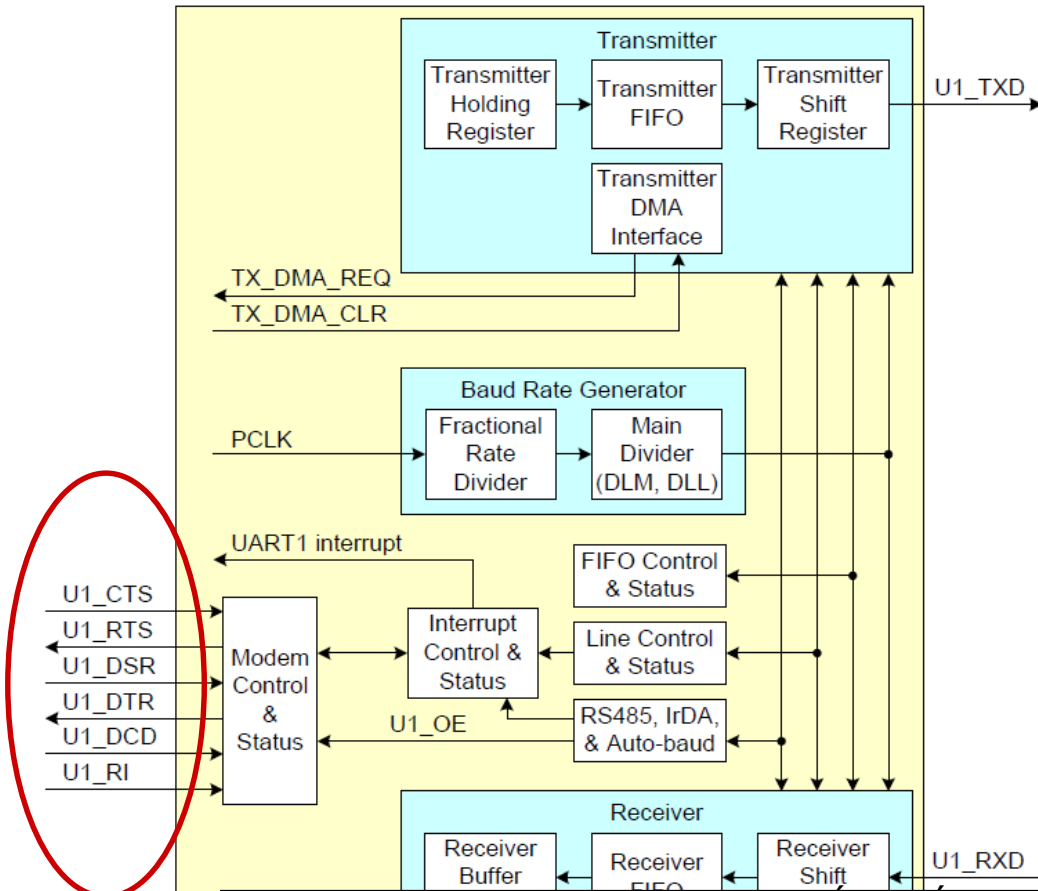 Transmitter
Transmitter
Holding
Register
Transmitter
FIFO
Transmitter
Shift
Register
U1_TXD
Transmitter
DMA
Interface
TX_DMA_REQ
TX_DMA_CLR
Baud Rate Generator
PCLK
Fractional
Rate
Divider
Main
Divider
(DLM, DLL)
UART1 interrupt
FIFO Control
& Status
U1_CTS
U1_RTS
U1_DSR
U1_DTR
U1_DCD
U1_RI
Modem
Control
&
Status
Interrupt
Control &
Status
Line Control
& Status
U1_OE
RS485, IrDA,
& Auto-baud
Receiver
Receiver
Buffer
Receiver
FIFO
Receiver
Shift
U1_RXD